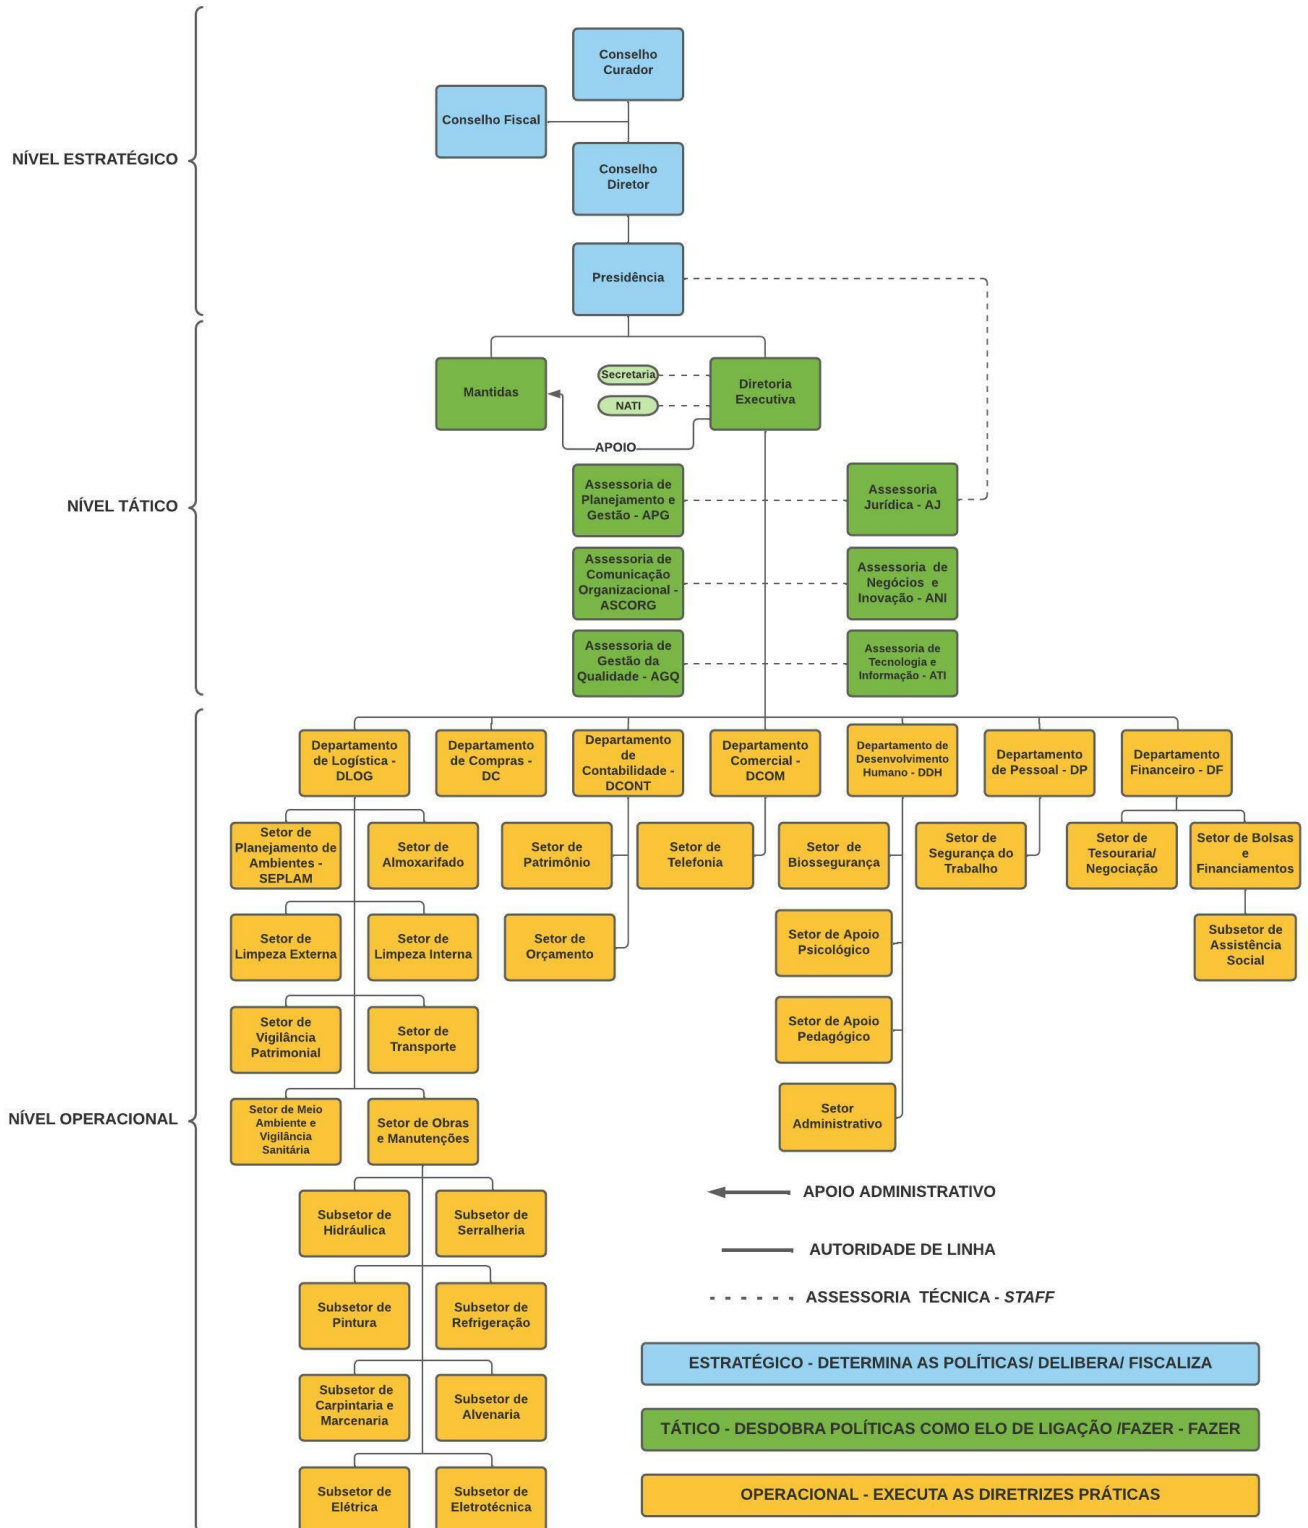 Conselho
Curador
Conselho Fiscal
NÍVEL ESTRATÉGICO
Conselho
Diretor
Presidência
Mantidas
Secretaria
NATI
Diretoria
Executiva
APOIO
NÍVEL TÁTICO
Assessoria de
Planejamento e
Gestão - APG
Assessoria
Jurídica - AJ
Assessoria de
Comunicação
Organizacional -
ASCORG
Assessoria de
Negócios e
Inovação - ANI
Assessoria de
Gestão da
Qualidade - AGQ
Assessoria de
Tecnologia e
Informação - ATI
Departamento
de Logística -
DLOG
Departamento
de Compras -
DC
Departamento
de
Contabilidade -
DCONT
Departamento
Comercial -
DCOM
Departamento de
Desenvolvimento
Humano - DDH
Departamento
de Pessoal - DP
Departamento
Financeiro - DF
Setor de
Planejamento de
Ambientes -
SEPLAM
Setor de
Almoxarifado
Setor de
Patrimônio
Setor de
Telefonia
Setor de
Biossegurança
Setor de
Segurança do
Trabalho
Setor de
Tesouraria/
Negociação
Setor de Bolsas
e
Financiamentos
Setor de
Limpeza Externa
Setor de
Limpeza Interna
Setor de
Orçamento
Setor de Apoio
Psicológico
Subsetor de
Assistência
Social
Setor de
Vigilância
Patrimonial
Setor de
Transporte
Setor de Apoio
Pedagógico
NÍVEL OPERACIONAL
Setor de Meio
Ambiente e
Vigilância
Sanitária
Setor de Obras
e Manutenções
Setor
Administrativo
Subsetor de
Hidráulica
Subsetor de
Serralheria
APOIO ADMINISTRATIVO
AUTORIDADE DE LINHA
ASSESSORIA TÉCNICA - STAFF
Subsetor de
Pintura
Subsetor de
Refrigeração
ESTRATÉGICO - DETERMINA AS POLÍTICAS/ DELIBERA/ FISCALIZA
Subsetor de
Carpintaria e
Marcenaria
Subsetor de
Alvenaria
TÁTICO - DESDOBRA POLÍTICAS COMO ELO DE LIGAÇÃO /FAZER - FAZER
Subsetor de
Elétrica
Subsetor de
Eletrotécnica
OPERACIONAL - EXECUTA AS DIRETRIZES PRÁTICAS